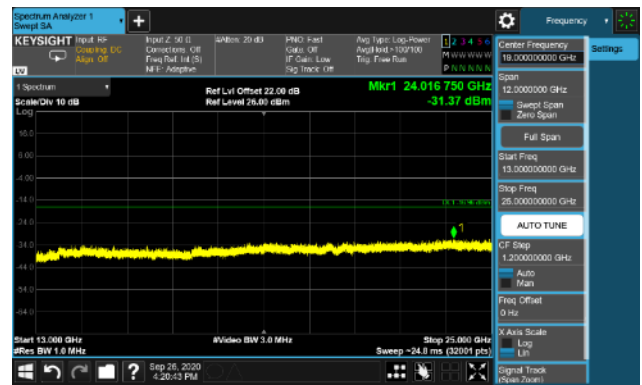 Spectrum Analyzer 1
Swept SA
Frequency
KEYSIGHT
Input: RF
Coupling: DC
Align: Off
Input Z: 50 Ω
Corrections: Off
Freq Ref: Int (S)
NFE: Adaptive
#Atten: 20 dB
PNO: Fast
Gate: Off
IF Gain: Low
Sig Track: Off
Avg Type: Log-Power
Avg|Hold:>100/100
Trig: Free Run
1 2 3 4 5 6
M W W W W W
P N N N N N
LV
1 Spectrum
Scale/Div 10 dB
Log
Ref Lvl Offset 22.00 dB
Ref Level 26.00 dBm
Mkr1 24.016 750 GHz
-31.37 dBm
16.0
6.00
-4.00
-14.0
-24.0
-34.0
-44.0
-54.0
-64.0
1
Start 13.000 GHz
#Res BW 1.0 MHz
#Video BW 3.0 MHz
Stop 25.000 GHz
Sweep ~24.8 ms (32001 pts)
Center Frequency
19.000000000 GHz
Settings
Span
12.0000000 GHz
Swept Span
Zero Span
Full Span
Start Freq
13.000000000 GHz
Stop Freq
25.000000000 GHz
AUTO TUNE
CF Step
1.200000000 GHz
Auto
Man
Freq Offset
0 Hz
X Axis Scale
Log
Lin
Signal Track
(Span Zoom)
?
Sep 26, 2020
4:20:43 PM